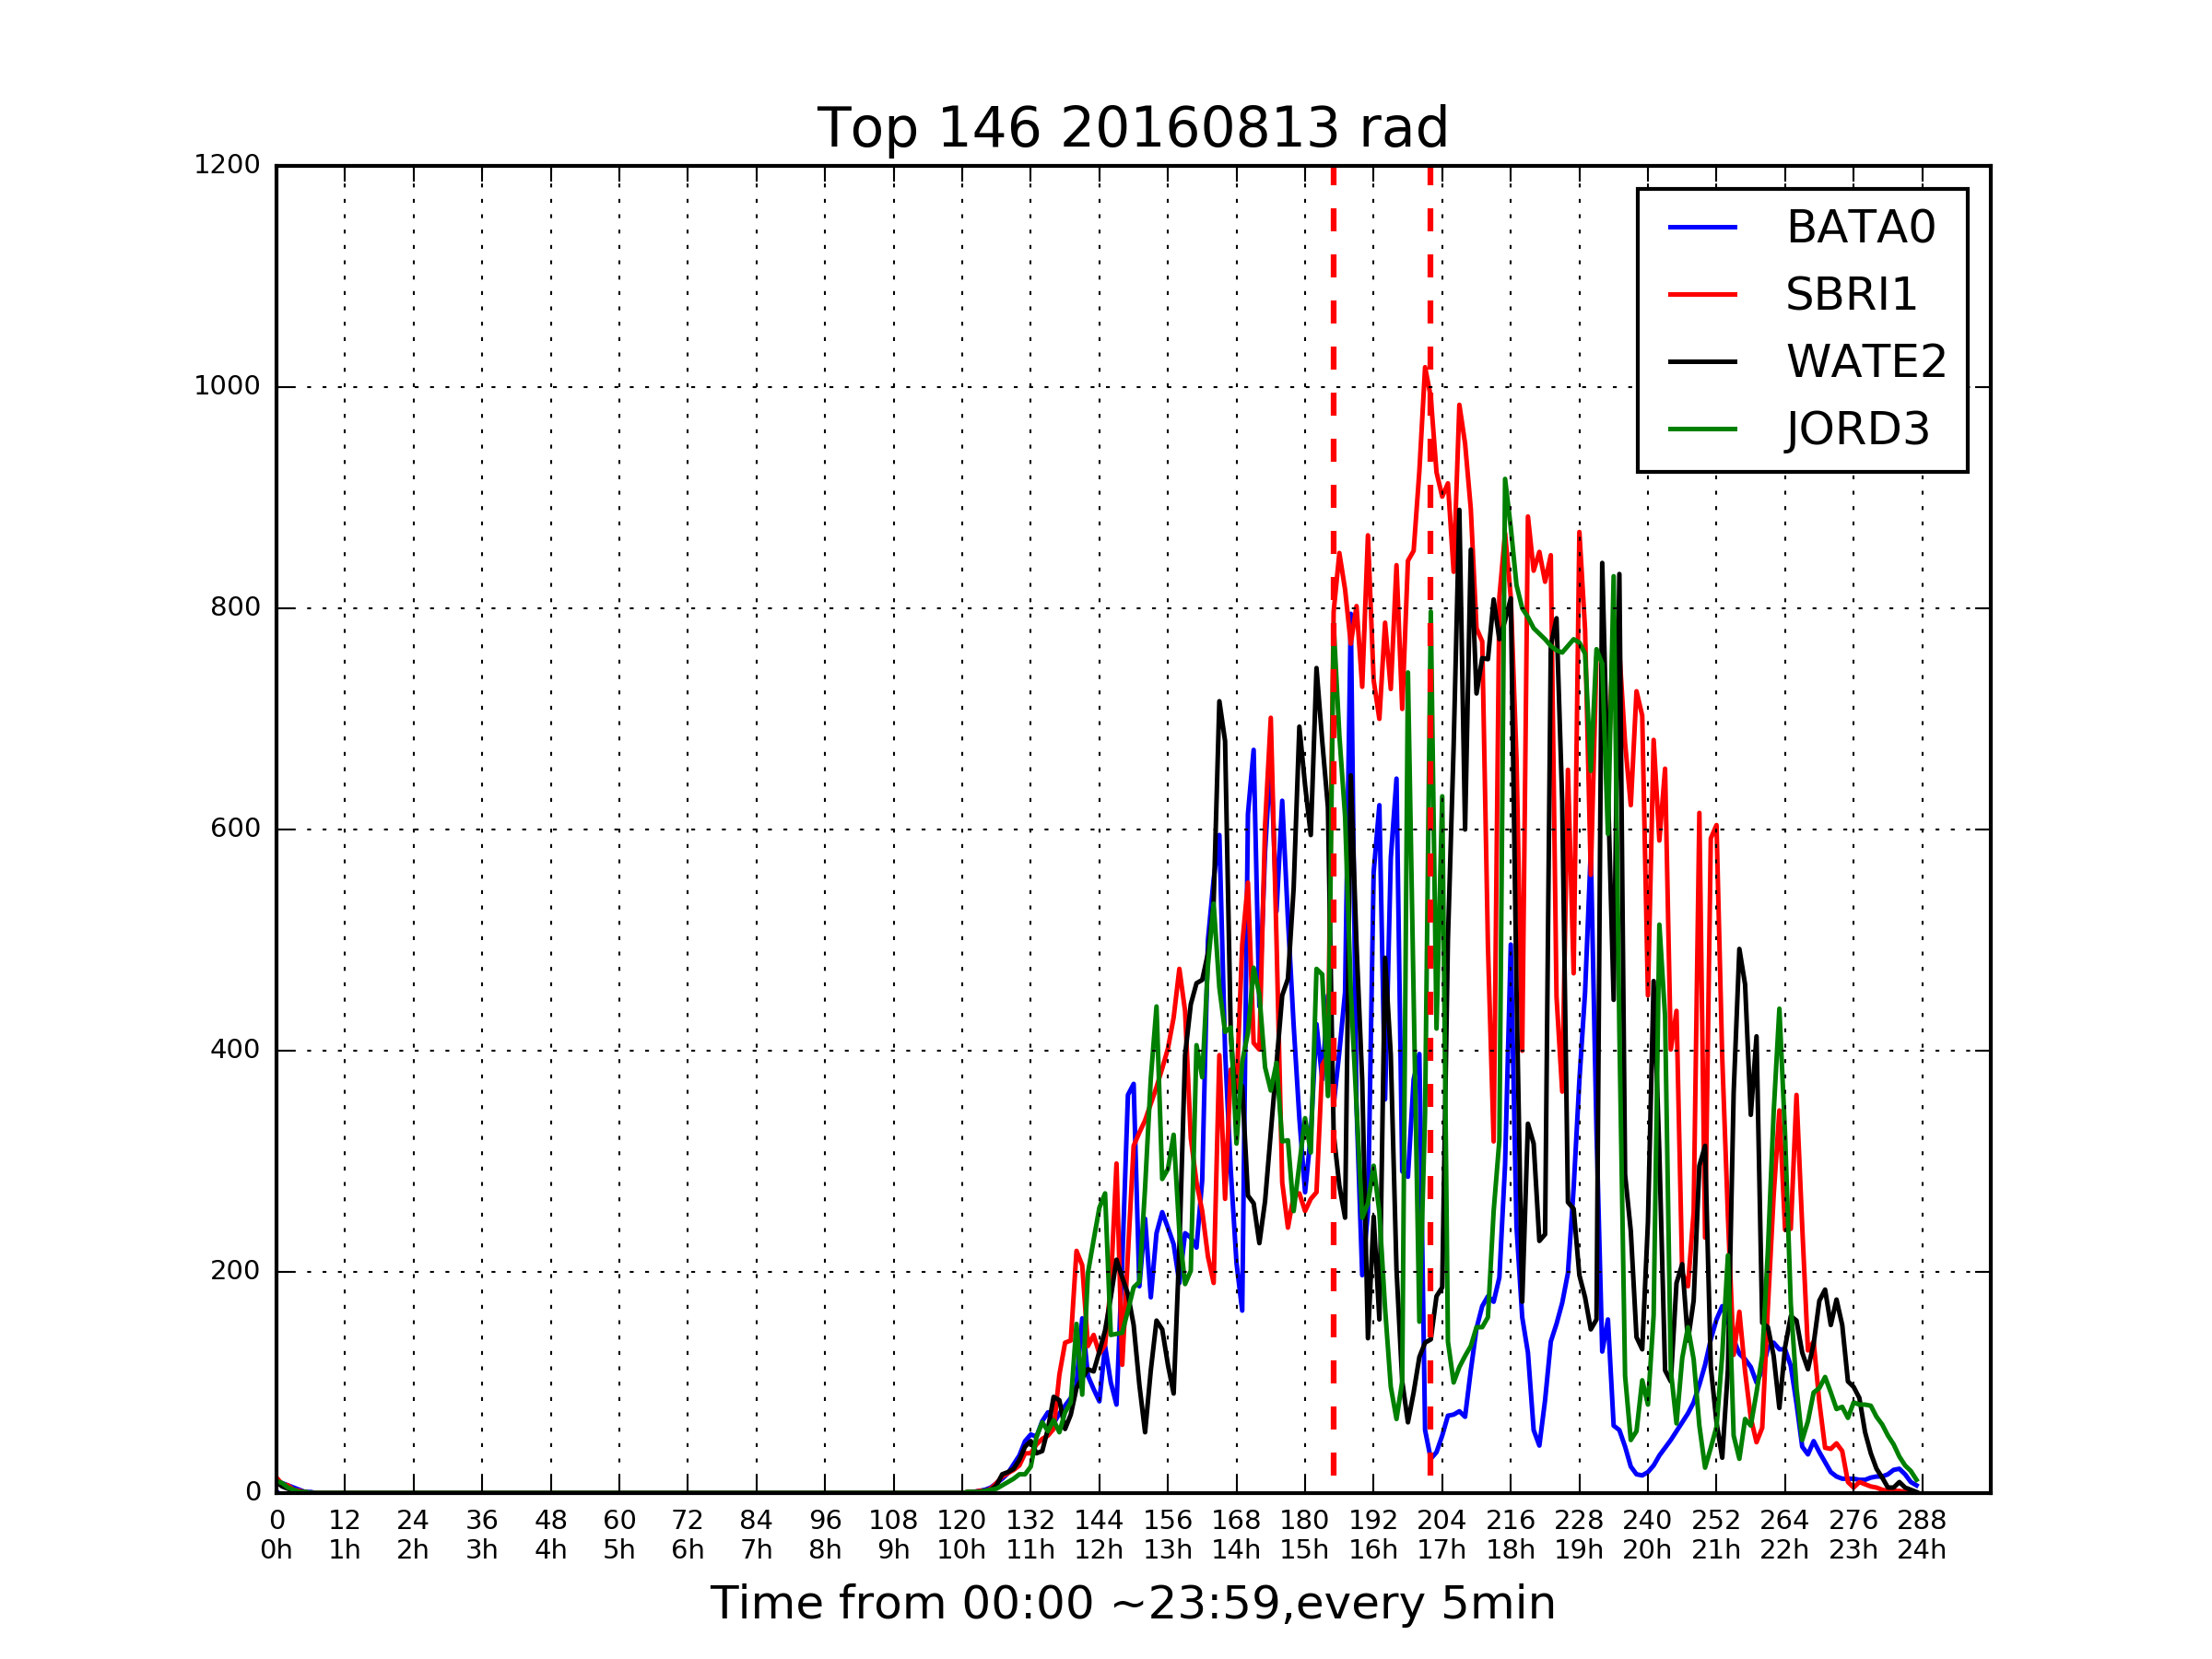 Top 146 20160813 rad
1200
1000
800
600
400
200
0
BATA0
SBRI1
WATE2
JORD3
0 12 24 36 48 60 72 84 96 108 120 132 144 156 168 180 192 204 216 228 240 252 264 276 288
0h 1h 2h 3h 4h 5h 6h 7h 8h 9h 10h 11h 12h 13h 14h 15h 16h 17h 18h 19h 20h 21h 22h 23h 24h
Time from 00:00 ~23:59,every 5min